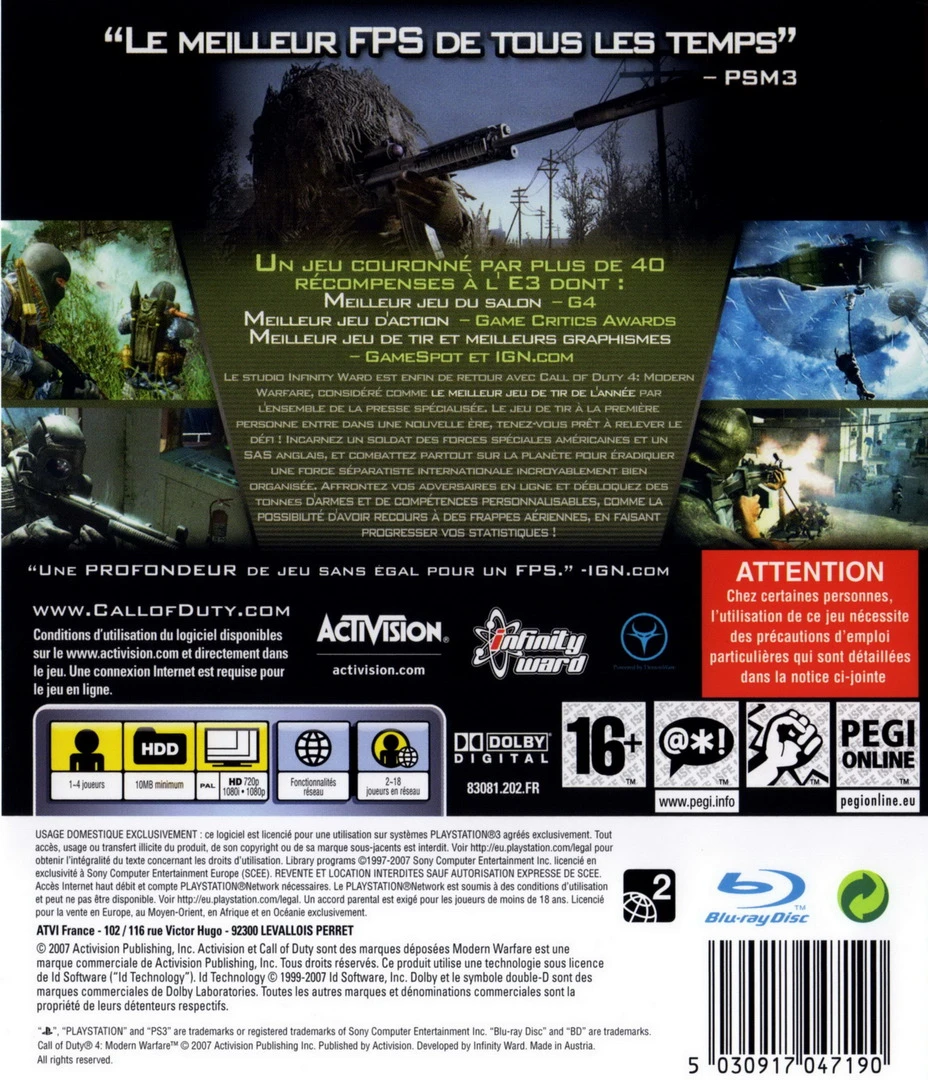 “LE MEILLEUR FPS DE TOUS LES TEMPS”
– PSM3
UN JEU COURONNÉ PAR PLUS DE 40
RÉCOMPENSES À L'E3 DONT :
MEILLEUR JEU DU SALON – G4
MEILLEUR JEU D'ACTION – GAME CRITICS AWARDS
MEILLEUR JEU DE TIR ET MEILLEURS GRAPHISMES
– GAMESPOT ET IGN.COM
LE STUDIO INFINITY WARD EST ENFIN DE RETOUR AVEC CALL OF DUTY 4: MODERN
WARFARE, CONSIDÉRÉ COMME LE MEILLEUR JEU DE TIR DE L'ANNÉE PAR
L'ENSEMBLE DE LA PRESSE SPÉCIALISÉE. LE JEU DE TIR À LA PREMIÈRE
PERSONNE ENTRE DANS UNE NOUVELLE ÈRE, TENEZ-VOUS PRÊT À RELEVER LE
DÉFI ! INCARNEZ UN SOLDAT DES FORCES SPÉCIALES AMÉRICAINES ET UN
SAS ANGLAIS, ET COMBATTEZ PARTOUT SUR LA PLANÈTE POUR ÉRADIQUER
UNE FORCE SÉPARATISTE INTERNATIONALE INCROYABLEMENT BIEN
ORGANISÉE. AFFRONTEZ VOS ADVERSAIRES EN LIGNE ET DÉBLOQUEZ DES
TONNES D'ARMES ET DE COMPÉTENCES PERSONNALISABLES, COMME LA
POSSIBILITÉ D'AVOIR RECOURS À DES FRAPPES AÉRIENNES, EN FAISANT
PROGRESSER VOS STATISTIQUES !
“UNE PROFONDEUR DE JEU SANS ÉGAL POUR UN FPS.” -IGN.COM
ATTENTION
Chez certaines personnes,
l'utilisation de ce jeu nécessite
des précautions d'emploi
particulières qui sont détaillées
dans la notice ci-jointe
WWW.CALLOFDUTY.COM
Conditions d'utilisation du logiciel disponibles
sur le www.activision.com et directement dans
le jeu. Une connexion Internet est requise pour
le jeu en ligne.
ACTIVISION®
activision.com
infinity
ward
Powered by DemonWare
1-4 joueurs
HDD
10MB minimum
PAL
HD 720p
1080i • 1080p
Fonctionnalités
réseau
2-18
joueurs en réseau
DOLBY
DIGITAL
83081.202.FR
16+
™
@*!
™
www.pegi.info
™
PEGI
ONLINE
™
pegionline.eu
USAGE DOMESTIQUE EXCLUSIVEMENT : ce logiciel est licencié pour une utilisation sur systèmes PLAYSTATION®3 agréés exclusivement. Tout
accès, usage ou transfert illicite du produit, de son copyright ou de sa marque sous-jacents est interdit. Voir http://eu.playstation.com/legal pour
obtenir l'intégralité du texte concernant les droits d'utilisation. Library programs ©1997-2007 Sony Computer Entertainment Inc. licencié en
exclusivité à Sony Computer Entertainment Europe (SCEE). REVENTE ET LOCATION INTERDITES SAUF AUTORISATION EXPRESSE DE SCEE.
Accès Internet haut débit et compte PLAYSTATION®Network nécessaires. Le PLAYSTATION®Network est soumis à des conditions d'utilisation
et peut ne pas être disponible. Voir http://eu.playstation.com/legal. Un accord parental est exigé pour les joueurs de moins de 18 ans. Licencié
pour la vente en Europe, au Moyen-Orient, en Afrique et en Océanie exclusivement.
ATVI France - 102 / 116 rue Victor Hugo - 92300 LEVALLOIS PERRET
© 2007 Activision Publishing, Inc. Activision et Call of Duty sont des marques déposées Modern Warfare est une
marque commerciale de Activision Publishing, Inc. Tous droits réservés. Ce produit utilise une technologie sous licence
de Id Software ("Id Technology"). Id Technology © 1999-2007 Id Software, Inc. Dolby et le symbole double-D sont des
marques commerciales de Dolby Laboratories. Toutes les autres marques et dénominations commerciales sont la
propriété de leurs détenteurs respectifs.
2
Blu-ray Disc
™
“ ”, “PLAYSTATION” and “PS3” are trademarks or registered trademarks of Sony Computer Entertainment Inc. “Blu-ray Disc” and “BD” are trademarks.
Call of Duty® 4: Modern Warfare™ © 2007 Activision Publishing Inc. Published by Activision. Developed by Infinity Ward. Made in Austria.
All rights reserved.
5 030917 047190